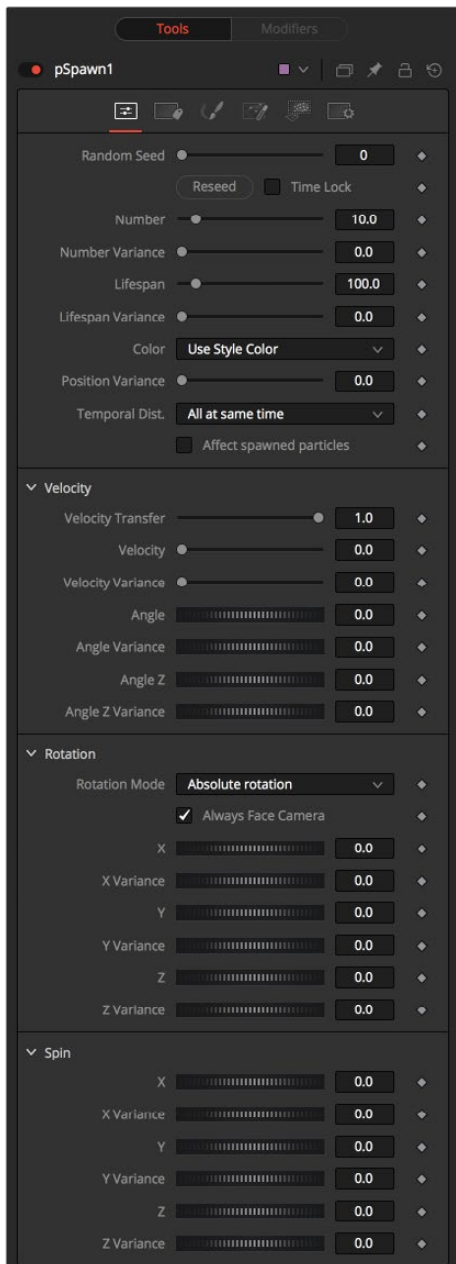 Tools Modifiers
pSpawn1
Random Seed 0
Reseed Time Lock
Number 10.0
Number Variance 0.0
Lifespan 100.0
Lifespan Variance 0.0
Color Use Style Color
Position Variance 0.0
Temporal Dist. All at same time
Affect spawned particles
Velocity
Velocity Transfer 1.0
Velocity 0.0
Velocity Variance 0.0
Angle 0.0
Angle Variance 0.0
Angle Z 0.0
Angle Z Variance 0.0
Rotation
Rotation Mode Absolute rotation
Always Face Camera
X 0.0
X Variance 0.0
Y 0.0
Y Variance 0.0
Z 0.0
Z Variance 0.0
Spin
X 0.0
X Variance 0.0
Y 0.0
Y Variance 0.0
Z 0.0
Z Variance 0.0